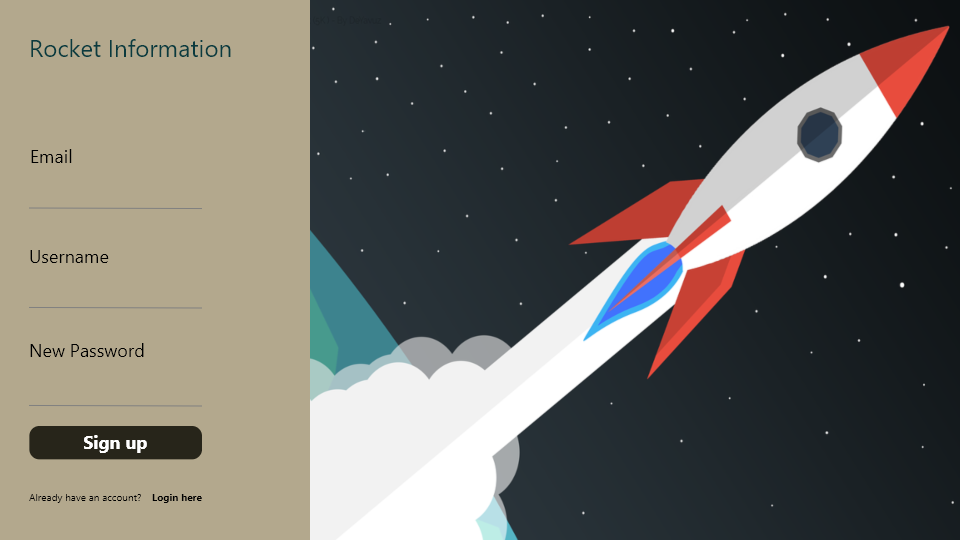 Rocket Information
Email
Username
New Password
Sign up
Already have an account? Login here